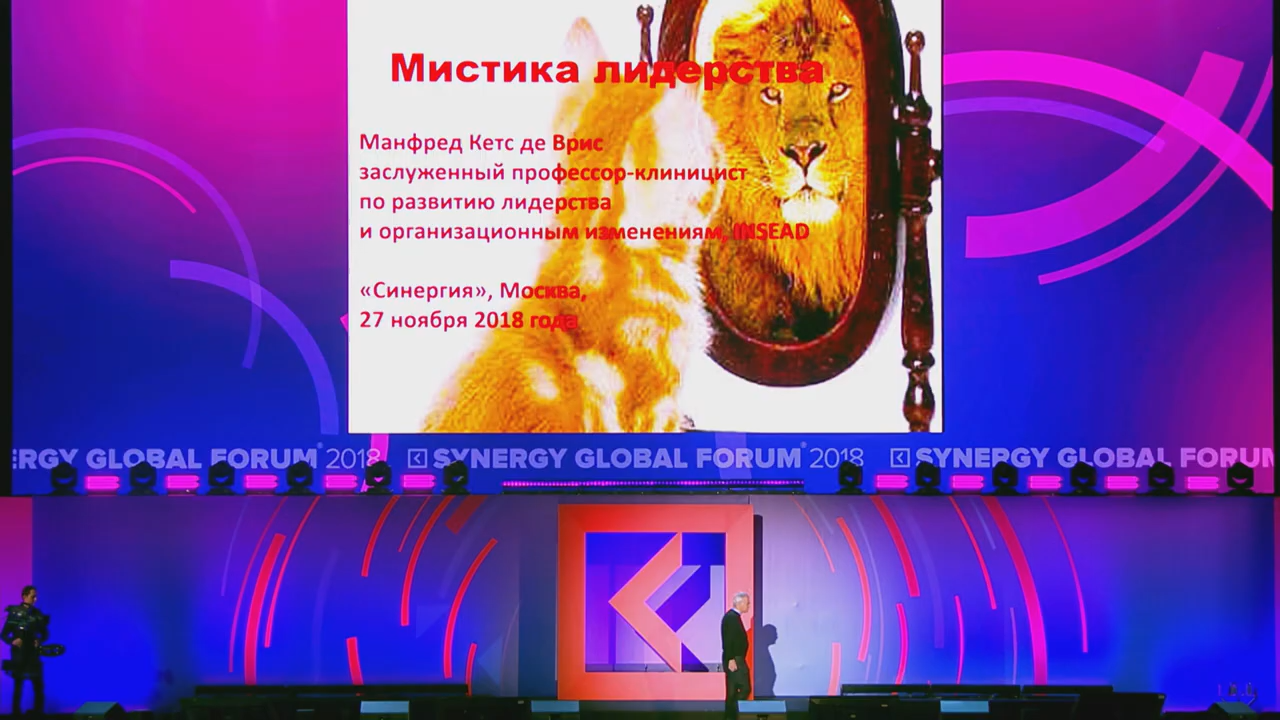 Мистика лидерства
Манфред Кетс де Врис
заслуженный профессор-клиницист
по развитию лидерства
и организационным изменениям, INSEAD
«Синергия», Москва,
27 ноября 2018 года
ERGY GLOBAL FORUM 2018 SYNERGY GLOBAL FORUM 2018 SYNERGY GLOBAL FORUM